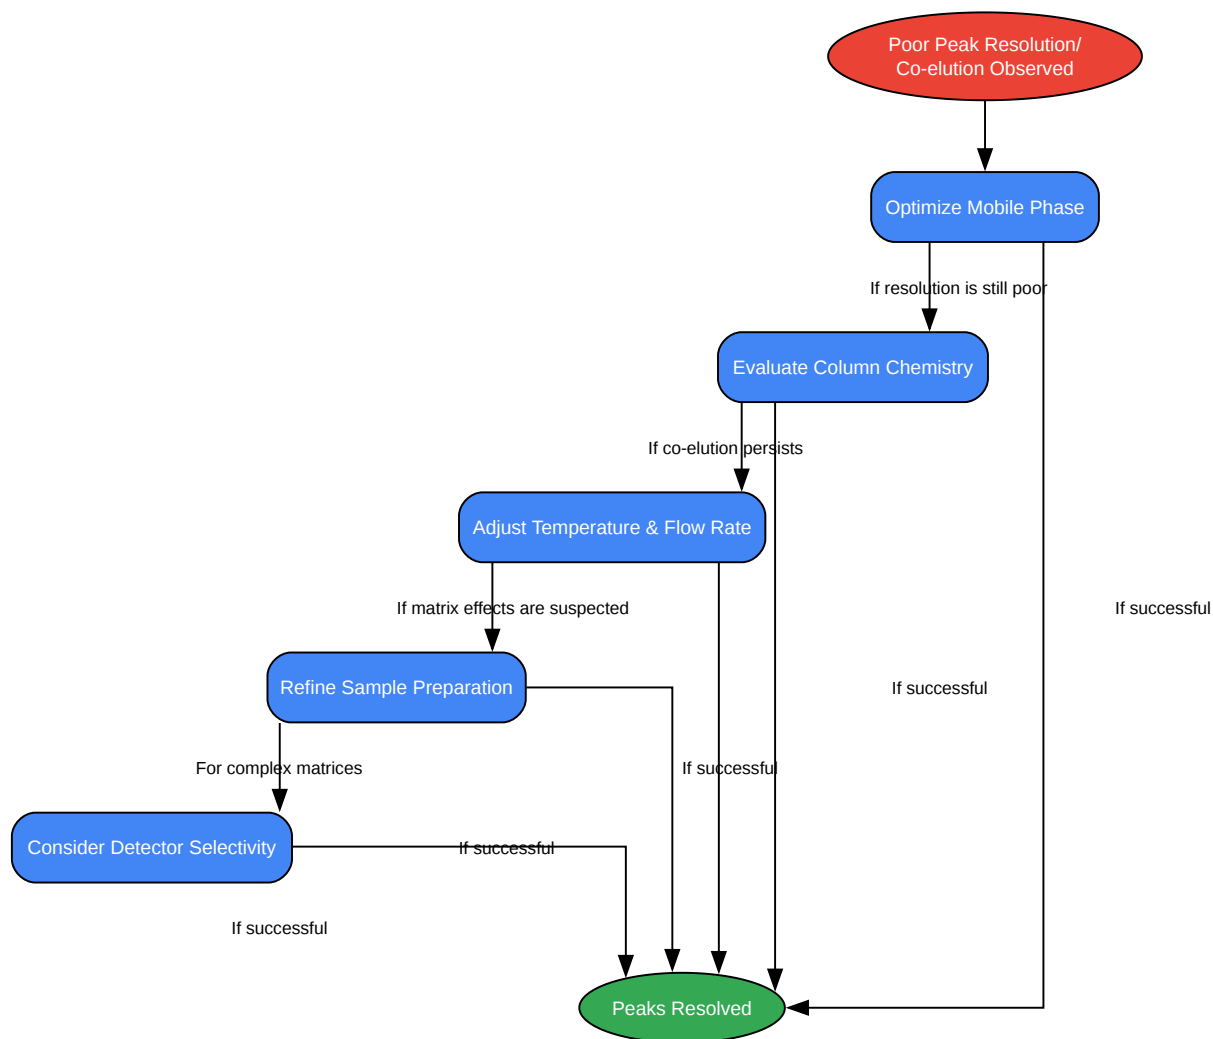 Poor Peak Resolution/
Co-elution Observed
Optimize Mobile Phase
If resolution is still poor
Evaluate Column Chemistry
If co-elution persists
Adjust Temperature & Flow Rate
If matrix effects are suspected
If successful
Refine Sample Preparation
If successful
For complex matrices
If successful
Consider Detector Selectivity
If successful
If successful
Peaks Resolved